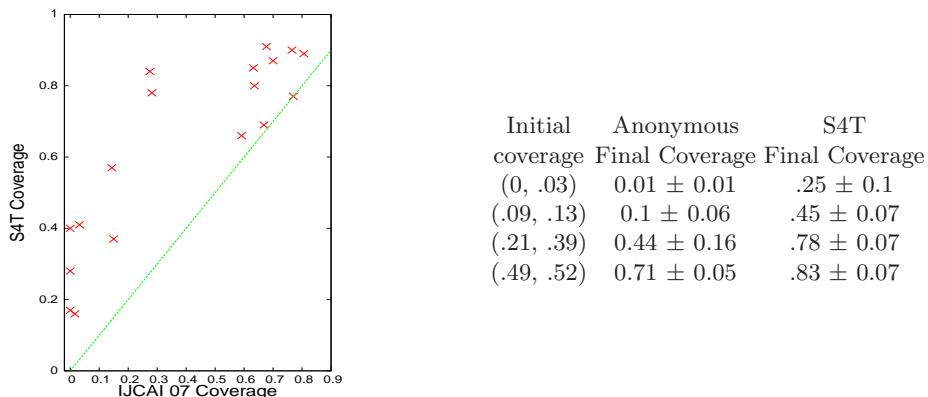 1
0.8
0.6
0.4
0.2
0
S4T Coverage
0 0.1 0.2 0.3 0.4 0.5 0.6 0.7 0.8 0.9
IJCAI 07 Coverage
Initial Anonymous S4T
coverage Final Coverage Final Coverage
(0, .03) 0.01 ± 0.01 .25 ± 0.1
(.09, .13) 0.1 ± 0.06 .45 ± 0.07
(.21, .39) 0.44 ± 0.16 .78 ± 0.07
(.49, .52) 0.71 ± 0.05 .83 ± 0.07